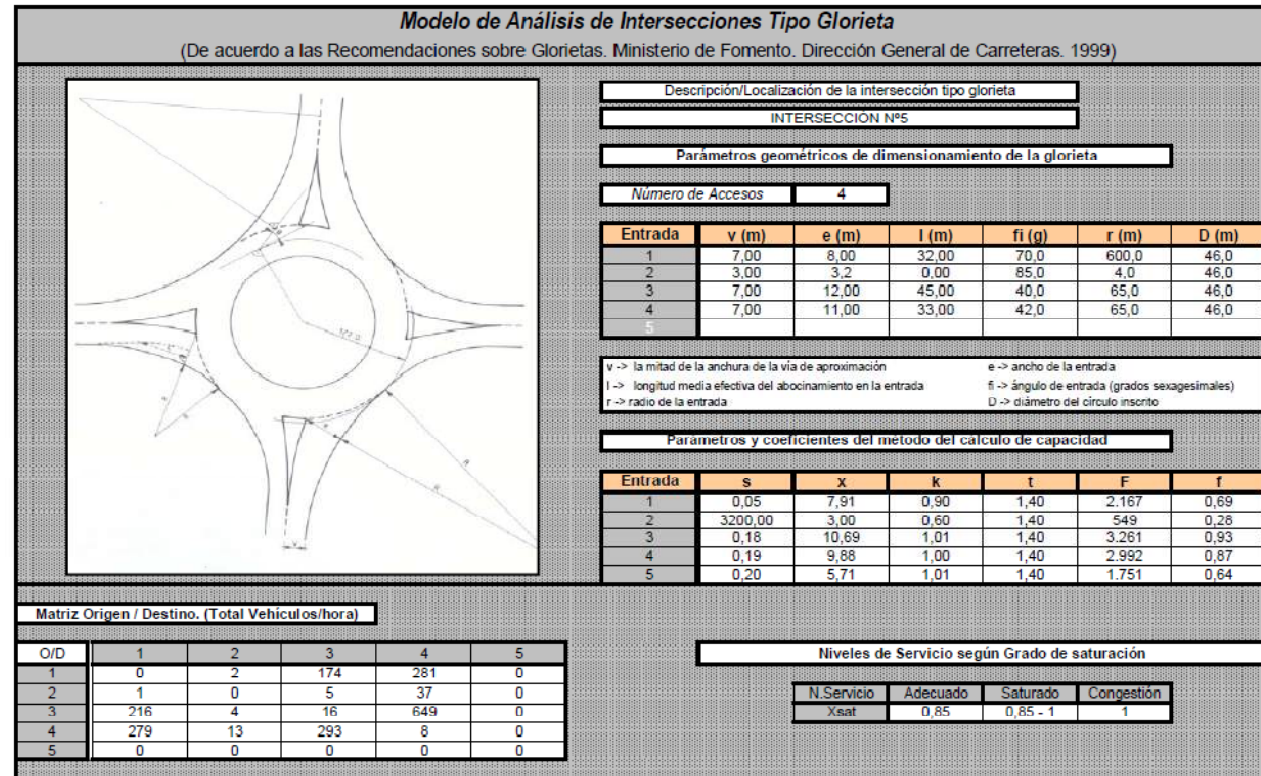 Modelo de Análisis de Intersecciones Tipo Glorieta
(De acuerdo a las Recomendaciones sobre Glorietas. Ministerio de Fomento. Dirección General de Carreteras. 1999)
Descripción/Localización de la intersección tipo glorieta
INTERSECCIÓN Nº5
Parámetros geométricos de dimensionamiento de la glorieta
Número de Accesos 4
Entrada v (m) e (m) l (m) fi (g) r (m) D (m)
1 7,00 8,00 32,00 70,0 600,0 46,0
2 3,00 3,2 0,00 85,0 4,0 46,0
3 7,00 12,00 45,00 40,0 65,0 46,0
4 7,00 11,00 33,00 42,0 65,0 46,0
5
v -> la mitad de la anchura de la vía de aproximación e -> ancho de la entrada
l -> longitud media efectiva del abocinamiento en la entrada fi -> ángulo de entrada (grados sexagesimales)
r -> radio de la entrada D -> diámetro del círculo inscrito
Parámetros y coeficientes del método del cálculo de capacidad
Entrada s x k t F f
1 0,05 7,91 0,90 1,40 2.167 0,69
2 3200,00 3,00 0,60 1,40 549 0,28
3 0,18 10,69 1,01 1,40 3.261 0,93
4 0,19 9,88 1,00 1,40 2.992 0,87
5 0,20 5,71 1,01 1,40 1.751 0,64
Matriz Origen / Destino. (Total Vehículos/hora)
O/D 1 2 3 4 5
1 0 2 174 281 0
2 1 0 5 37 0
3 216 4 16 649 0
4 279 13 293 8 0
5 0 0 0 0 0
Niveles de Servicio según Grado de saturación
N.Servicio Adecuado Saturado Congestión
Xsat 0,85 0,85 - 1 1